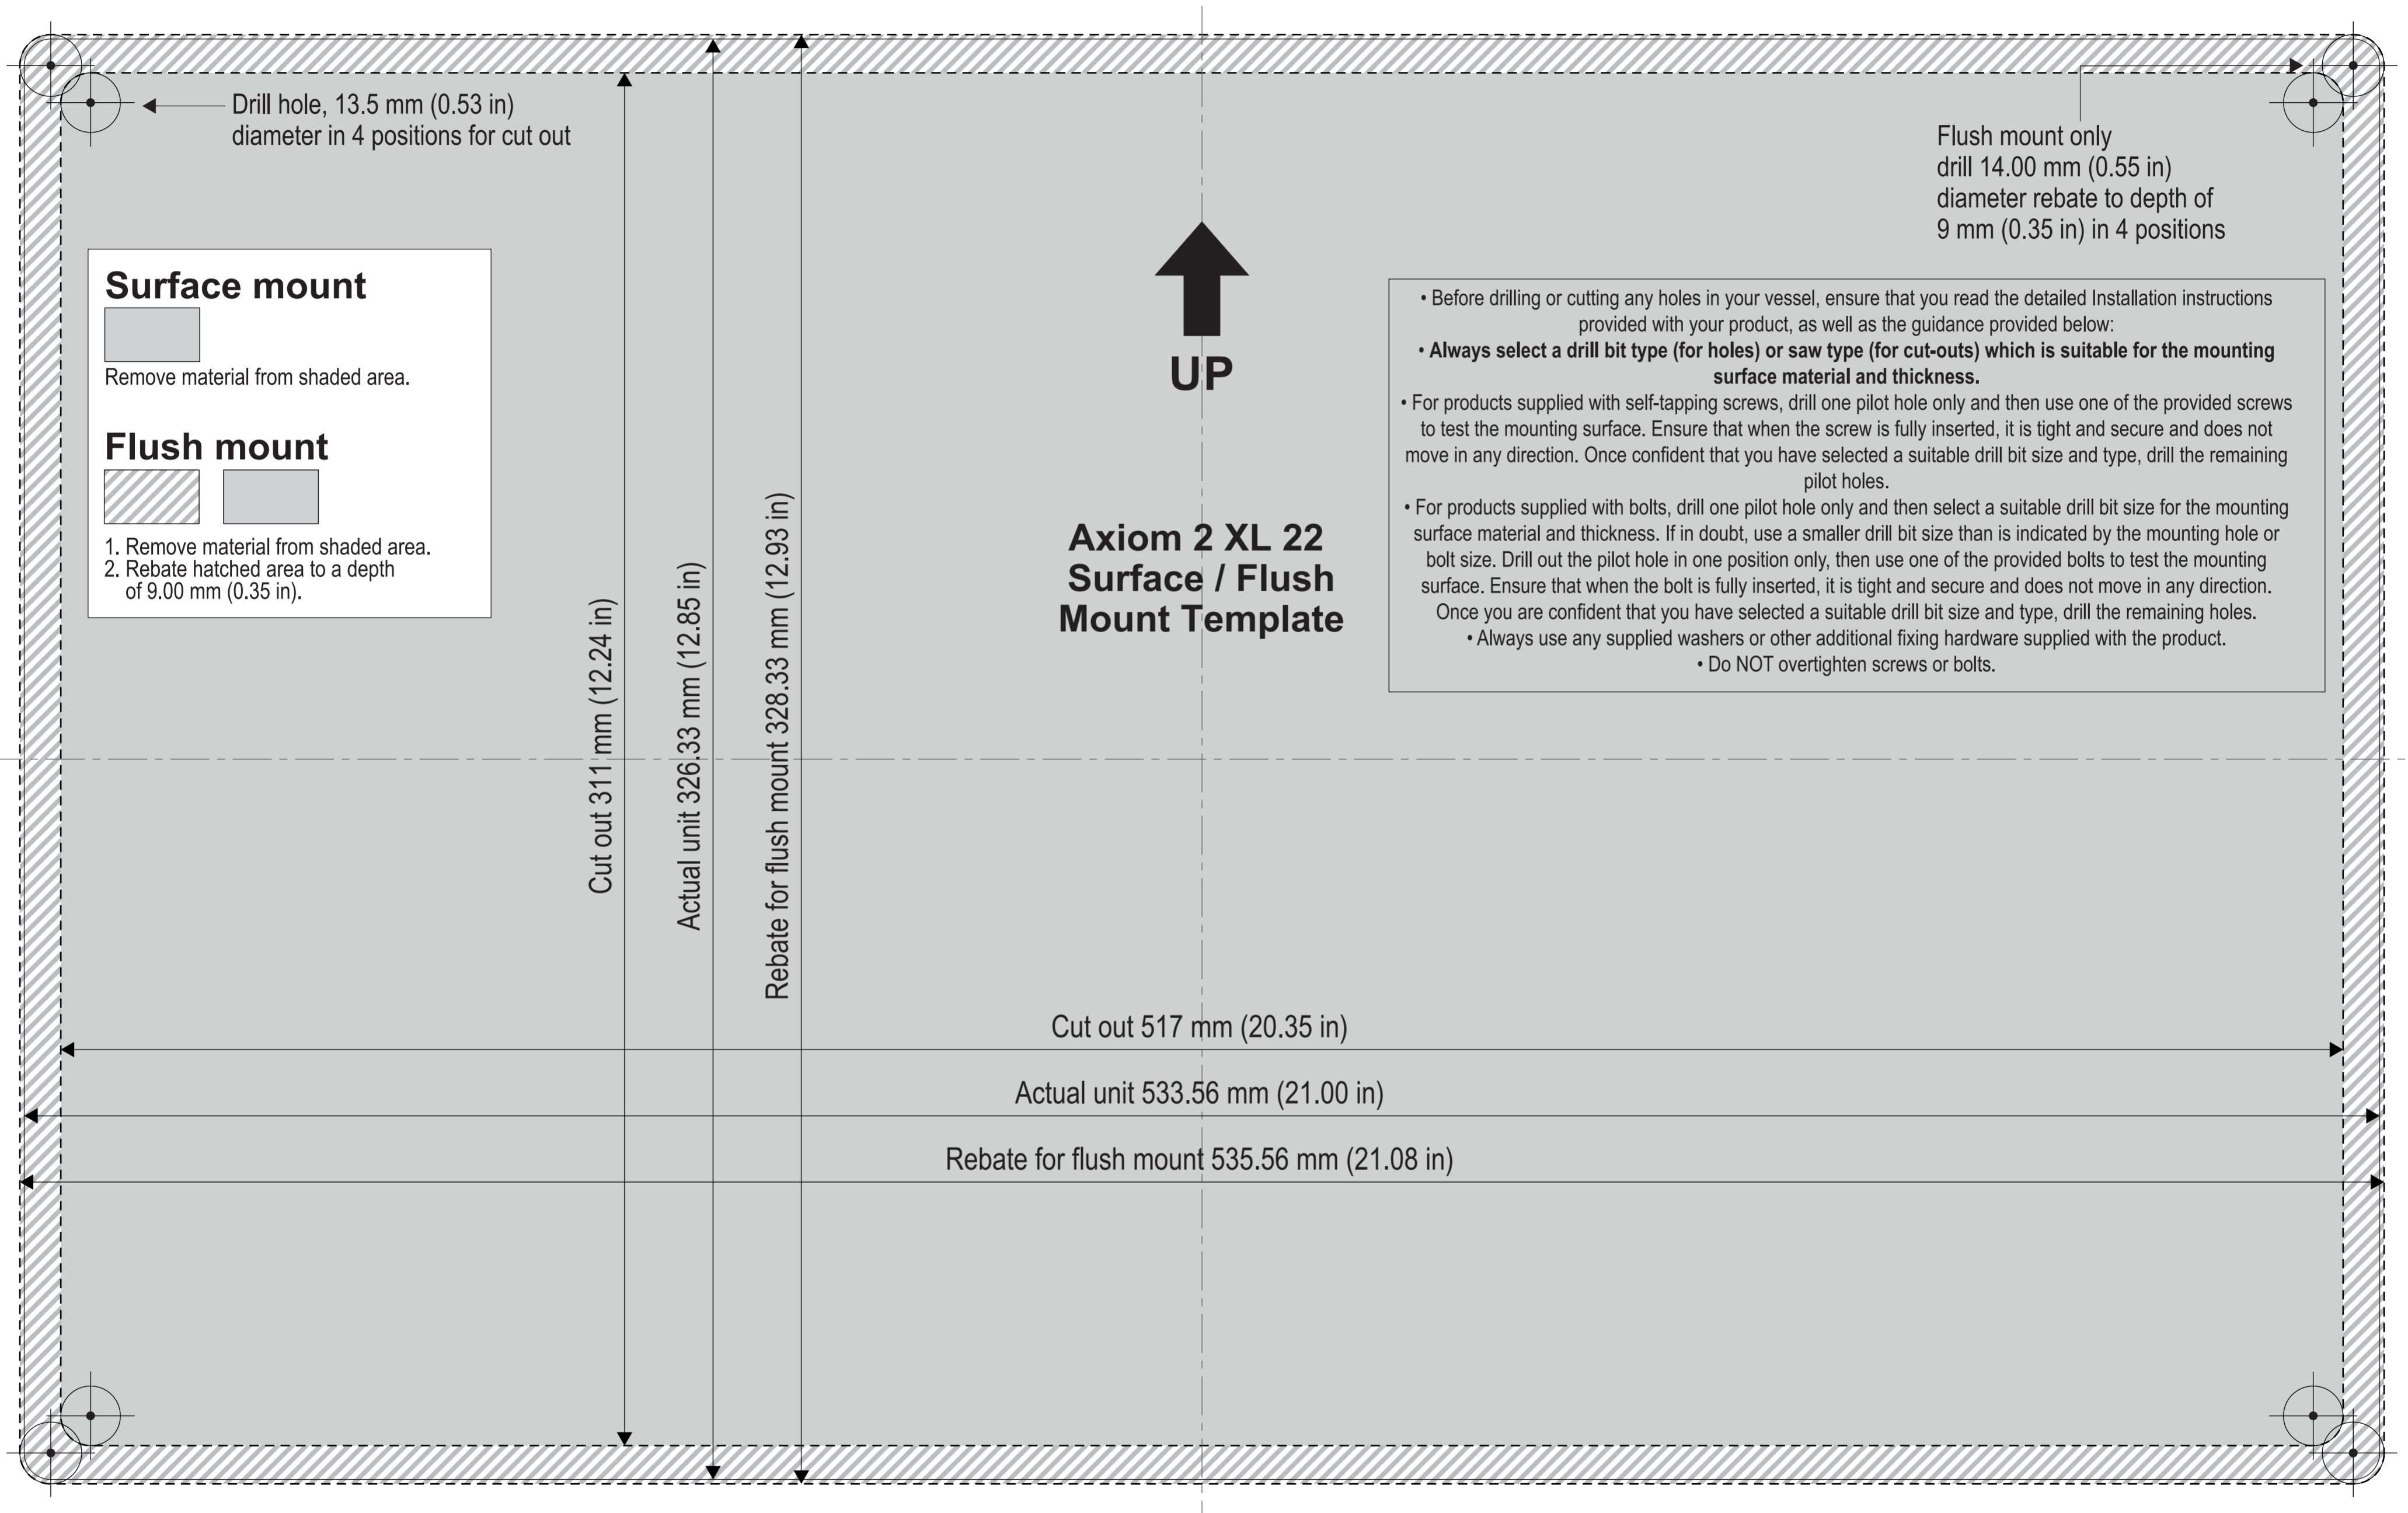 Drill hole, 13.5 mm (0.53 in)
diameter in 4 positions for cut out
Flush mount only
drill 14.00 mm (0.55 in)
diameter rebate to depth of
9 mm (0.35 in) in 4 positions
Surface mount
Remove material from shaded area.
Flush mount
1. Remove material from shaded area.
2. Rebate hatched area to a depth
of 9.00 mm (0.35 in).
UP
Axiom 2 XL 22
Surface / Flush
Mount Template
• Before drilling or cutting any holes in your vessel, ensure that you read the detailed Installation instructions
provided with your product, as well as the guidance provided below:
• Always select a drill bit type (for holes) or saw type (for cut-outs) which is suitable for the mounting
surface material and thickness.
• For products supplied with self-tapping screws, drill one pilot hole only and then use one of the provided screws
to test the mounting surface. Ensure that when the screw is fully inserted, it is tight and secure and does not
move in any direction. Once confident that you have selected a suitable drill bit size and type, drill the remaining
pilot holes.
• For products supplied with bolts, drill one pilot hole only and then select a suitable drill bit size for the mounting
surface material and thickness. If in doubt, use a smaller drill bit size than is indicated by the mounting hole or
bolt size. Drill out the pilot hole in one position only, then use one of the provided bolts to test the mounting
surface. Ensure that when the bolt is fully inserted, it is tight and secure and does not move in any direction.
Once you are confident that you have selected a suitable drill bit size and type, drill the remaining holes.
• Always use any supplied washers or other additional fixing hardware supplied with the product.
• Do NOT overtighten screws or bolts.
Cut out 311 mm (12.24 in)
Actual unit 326.33 mm (12.85 in)
Rebate for flush mount 328.33 mm (12.93 in)
Cut out 517 mm (20.35 in)
Actual unit 533.56 mm (21.00 in)
Rebate for flush mount 535.56 mm (21.08 in)